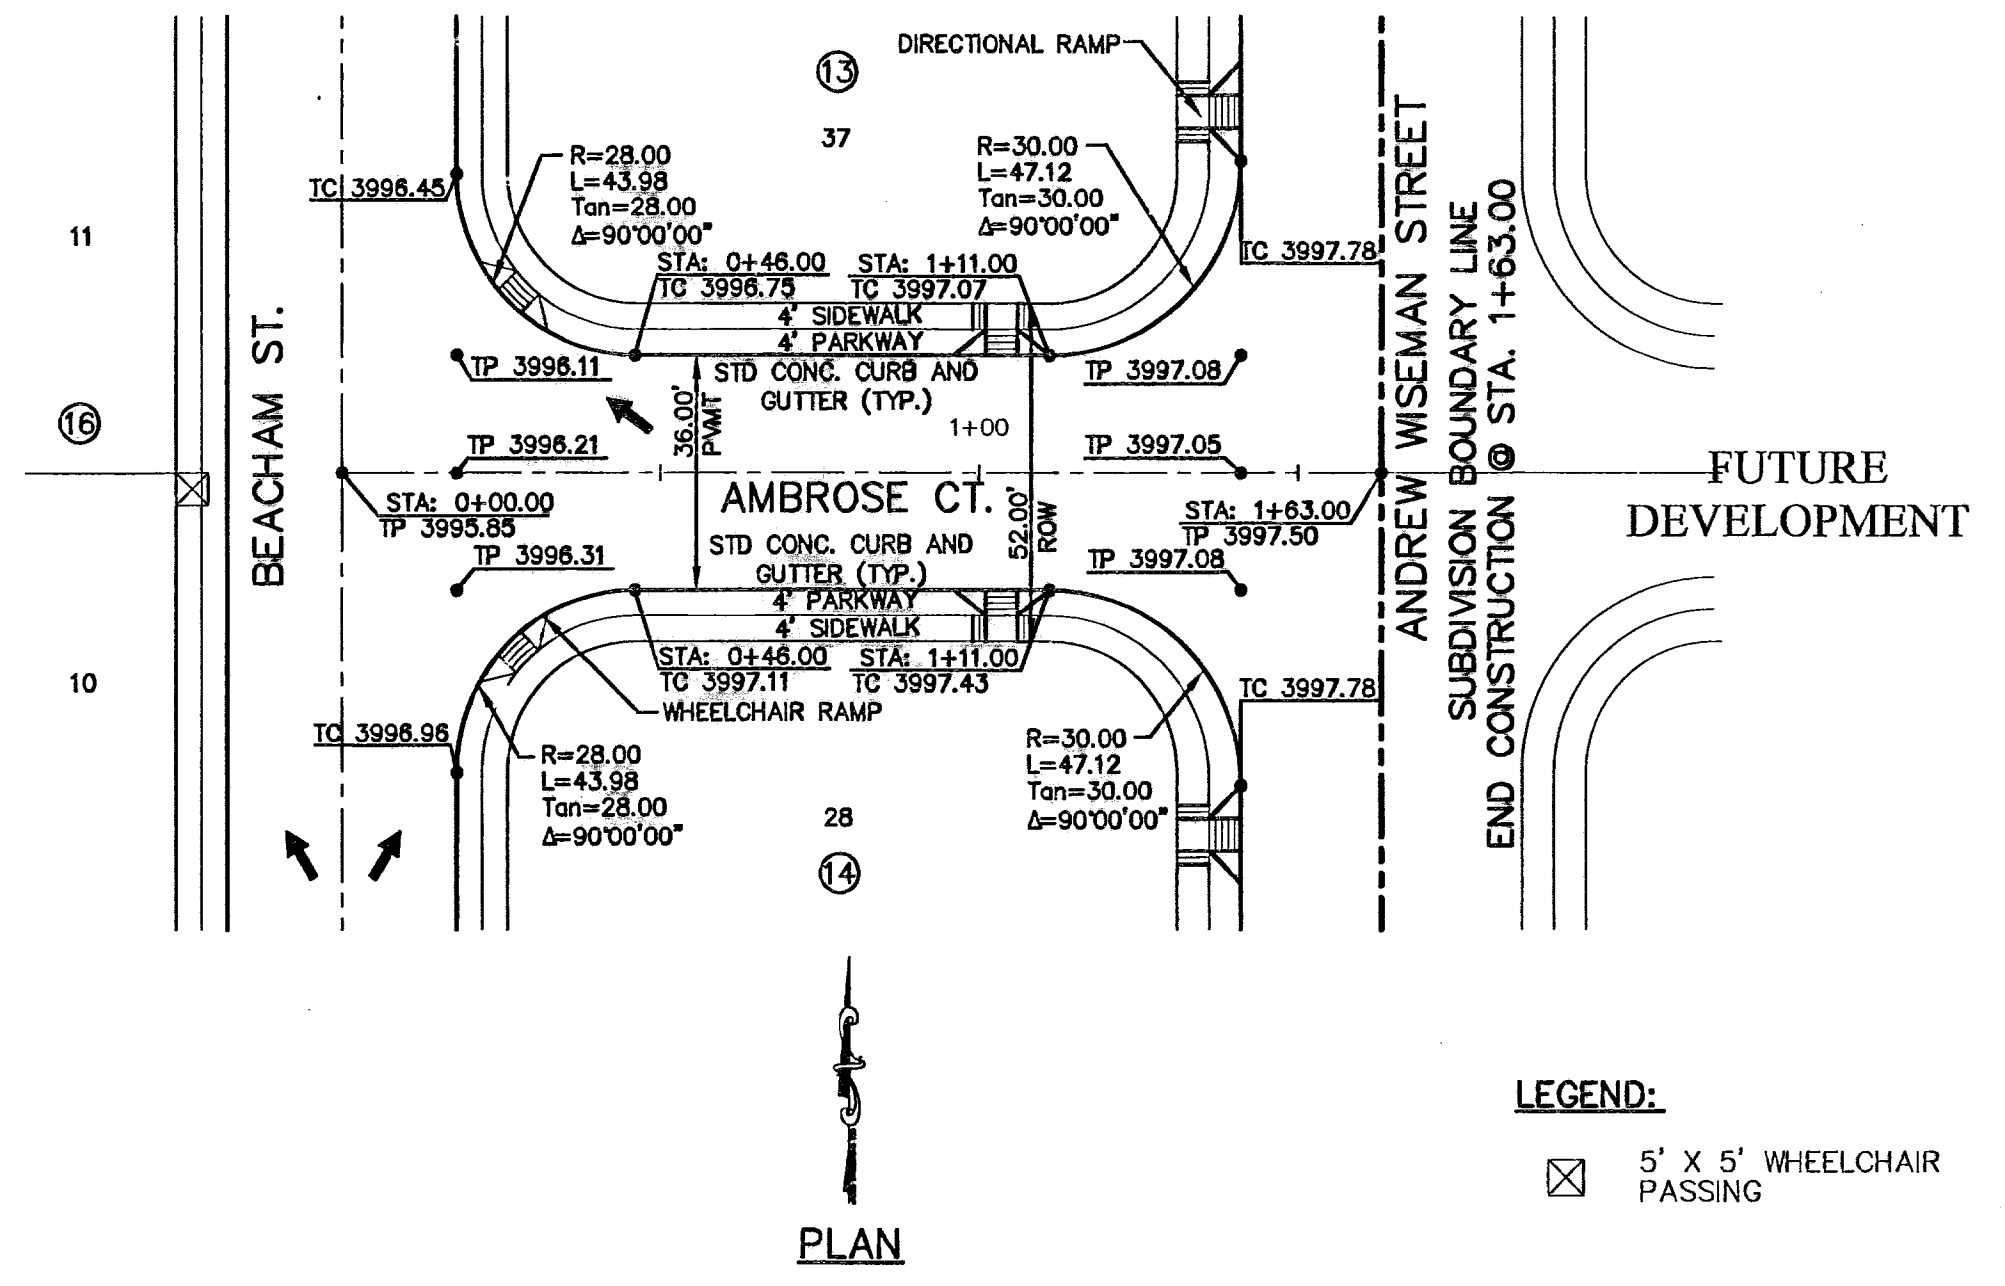 DIRECTIONAL RAMP
13
37
R=28.00
L=43.98
Tan=28.00
Δ=90°00'00"
R=30.00
L=47.12
Tan=30.00
Δ=90°00'00"
TC 3996.45
11
STA: 0+46.00
TC 3996.75
STA: 1+11.00
TC 3997.07
TC 3997.78
4' SIDEWALK
4' PARKWAY
TP 3996.11
STD CONC. CURB AND
GUTTER (TYP.)
TP 3997.08
36.00'
PVMT
1+00
16
BEACHAM ST.
TP 3996.21
TP 3997.05
AMBROSE CT.
STA: 0+00.00
TP 3995.85
STA: 1+63.00
TP 3997.50
52.00'
ROW
ANDREW WISEMAN STREET
SUBDIVISION BOUNDARY LINE
END CONSTRUCTION @ STA. 1+63.00
FUTURE
DEVELOPMENT
TP 3996.31
STD CONC. CURB AND
GUTTER (TYP.)
TP 3997.08
4' PARKWAY
4' SIDEWALK
STA: 0+46.00
TC 3997.11
STA: 1+11.00
TC 3997.43
TC 3997.78
10
WHEELCHAIR RAMP
TC 3996.96
R=28.00
L=43.98
Tan=28.00
Δ=90°00'00"
R=30.00
L=47.12
Tan=30.00
Δ=90°00'00"
28
14
PLAN
LEGEND:
5' X 5' WHEELCHAIR
PASSING